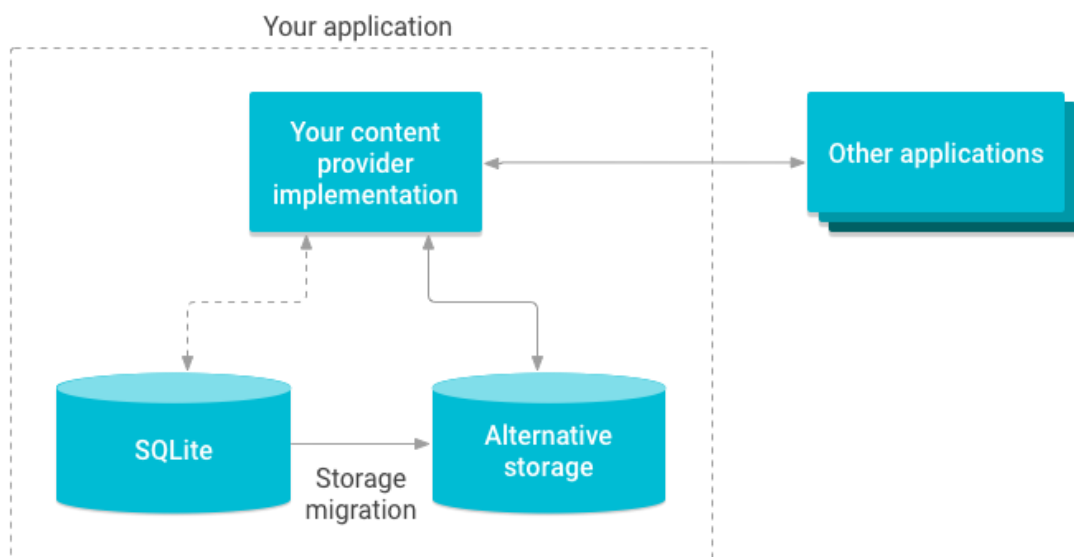 Your application
Your content
provider
implementation
Other applications
SQLite
Storage
migration
Alternative
storage